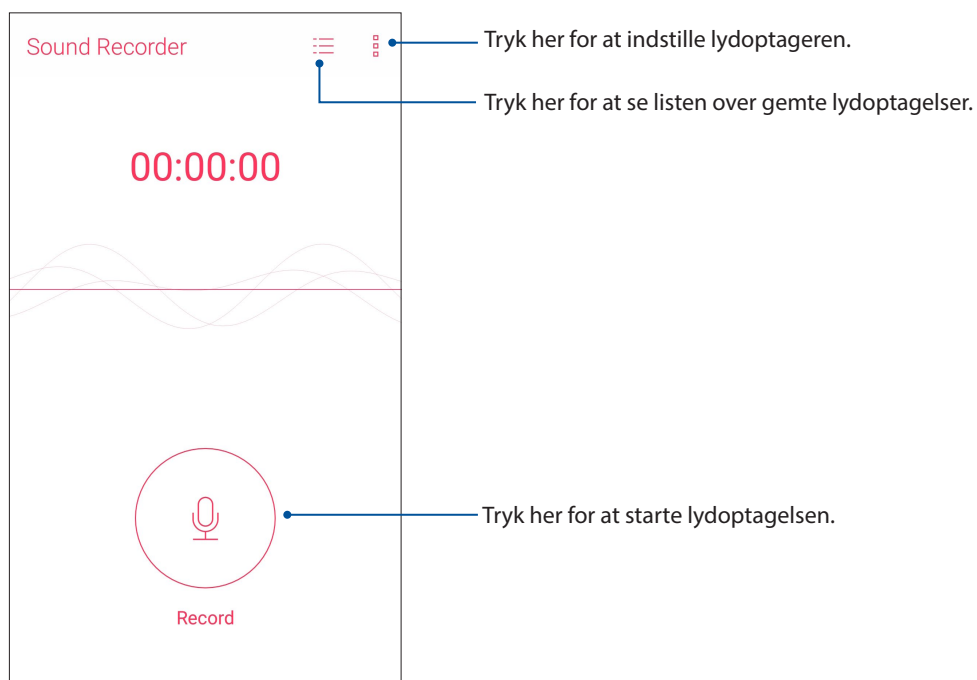 Sound Recorder
Tryk her for at indstille lydoptageren.
Tryk her for at se listen over gemte lydoptagelser.
00:00:00
Tryk her for at starte lydoptagelsen.
Record